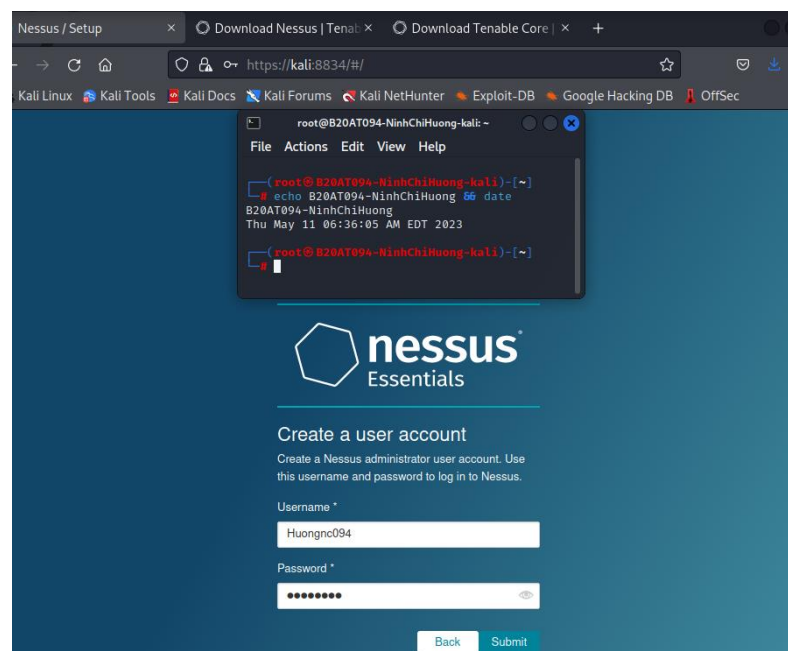 Nessus / Setup
Download Nessus | Tenab
Download Tenable Core |
https://kali:8834/#/
Kali Linux
Kali Tools
Kali Docs
Kali Forums
Kali NetHunter
Exploit-DB
Google Hacking DB
OffSec
root@B20AT094-NinhChiHuong-kali: ~
File Actions Edit View Help
(root㉿B20AT094-NinhChiHuong-kali)-[~]
# echo B20AT094-NinhChiHuong && date
B20AT094-NinhChiHuong
Thu May 11 06:36:05 AM EDT 2023
(root㉿B20AT094-NinhChiHuong-kali)-[~]
#
nessus
Essentials
Create a user account
Create a Nessus administrator user account. Use
this username and password to log in to Nessus.
Username *
Huongnc094
Password *
••••••••
Back
Submit